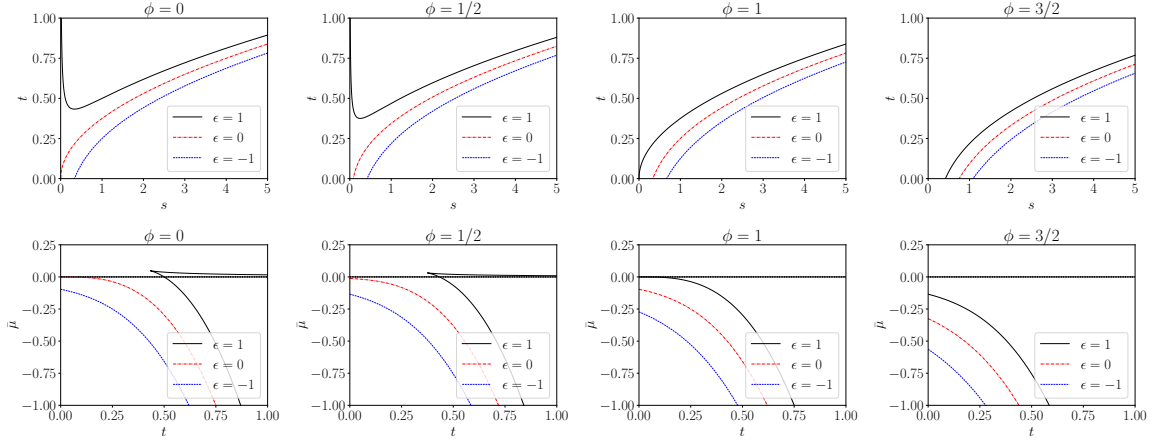 ϕ = 0
ϕ = 1/2
ϕ = 1
ϕ = 3/2
1.00
0.75
0.50
0.25
0.00
t
0 1 2 3 4 5
s
ϵ = 1
ϵ = 0
ϵ = −1
1.00
0.75
0.50
0.25
0.00
t
0 1 2 3 4 5
s
ϵ = 1
ϵ = 0
ϵ = −1
1.00
0.75
0.50
0.25
0.00
t
0 1 2 3 4 5
s
ϵ = 1
ϵ = 0
ϵ = −1
1.00
0.75
0.50
0.25
0.00
t
0 1 2 3 4 5
s
ϵ = 1
ϵ = 0
ϵ = −1
ϕ = 0
ϕ = 1/2
ϕ = 1
ϕ = 3/2
0.25
0.00
−0.25
−0.50
−0.75
−1.00
μ̄
0.00 0.25 0.50 0.75 1.00
t
ϵ = 1
ϵ = 0
ϵ = −1
0.25
0.00
−0.25
−0.50
−0.75
−1.00
μ̄
0.00 0.25 0.50 0.75 1.00
t
ϵ = 1
ϵ = 0
ϵ = −1
0.25
0.00
−0.25
−0.50
−0.75
−1.00
μ̄
0.00 0.25 0.50 0.75 1.00
t
ϵ = 1
ϵ = 0
ϵ = −1
0.25
0.00
−0.25
−0.50
−0.75
−1.00
μ̄
0.00 0.25 0.50 0.75 1.00
t
ϵ = 1
ϵ = 0
ϵ = −1